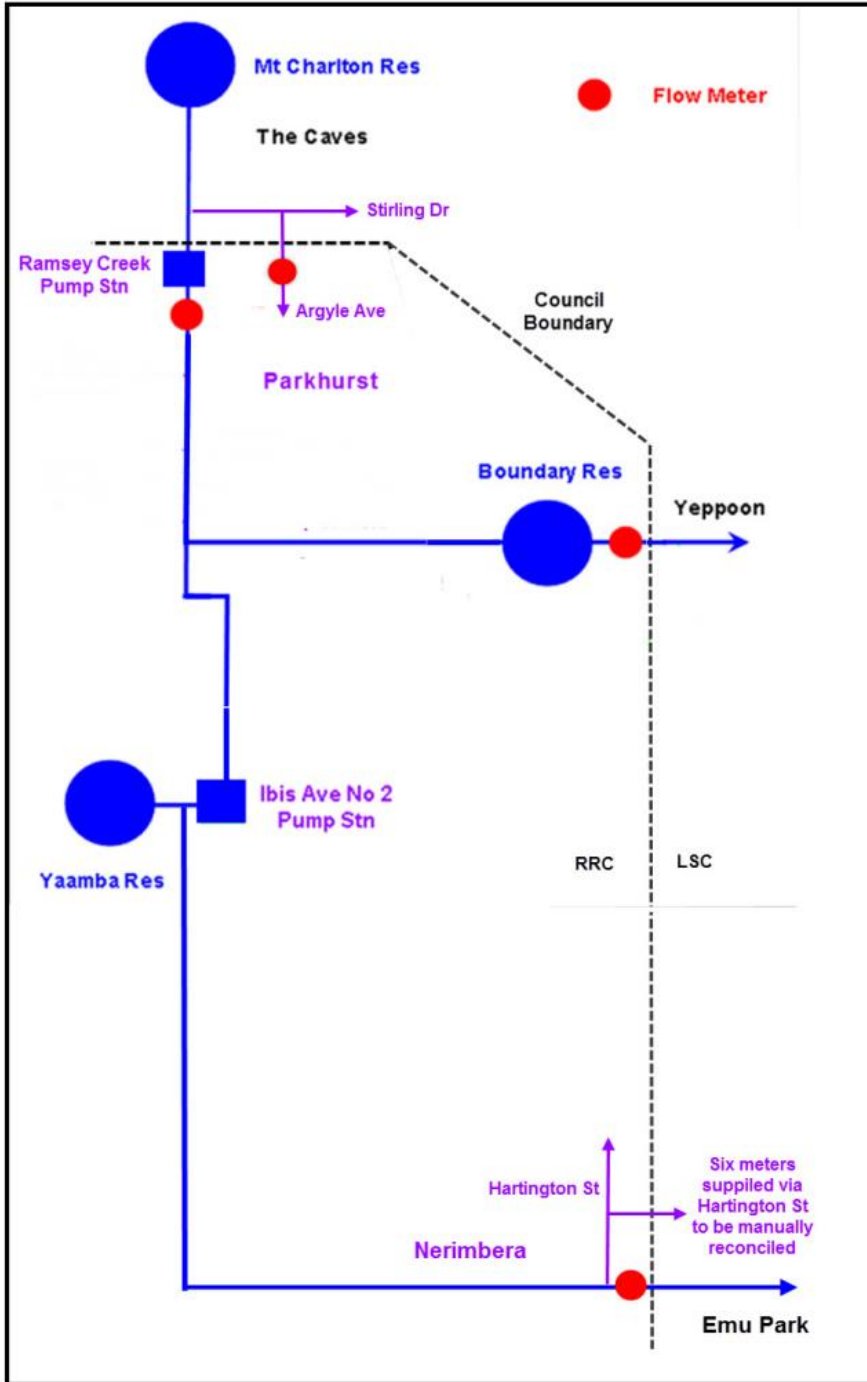 Mt Charlton Res
Flow Meter
The Caves
Stirling Dr
Ramsey Creek
Pump Stn
Argyle Ave
Council
Boundary
Parkhurst
Boundary Res
Yeppoon
Ibis Ave No 2
Pump Stn
Yaamba Res
RRC
LSC
Hartington St
Six meters
suppiled via
Hartington St
to be manually
reconciled
Nerimbera
Emu Park